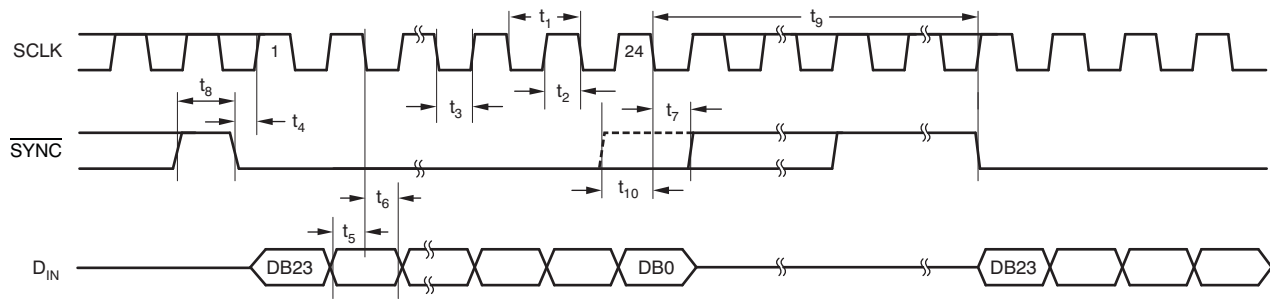 t1 t9
SCLK 1 24
t8 t3 t2 t7
t4
SYNC
t10
t6
t5
DIN DB23 DB0 DB23